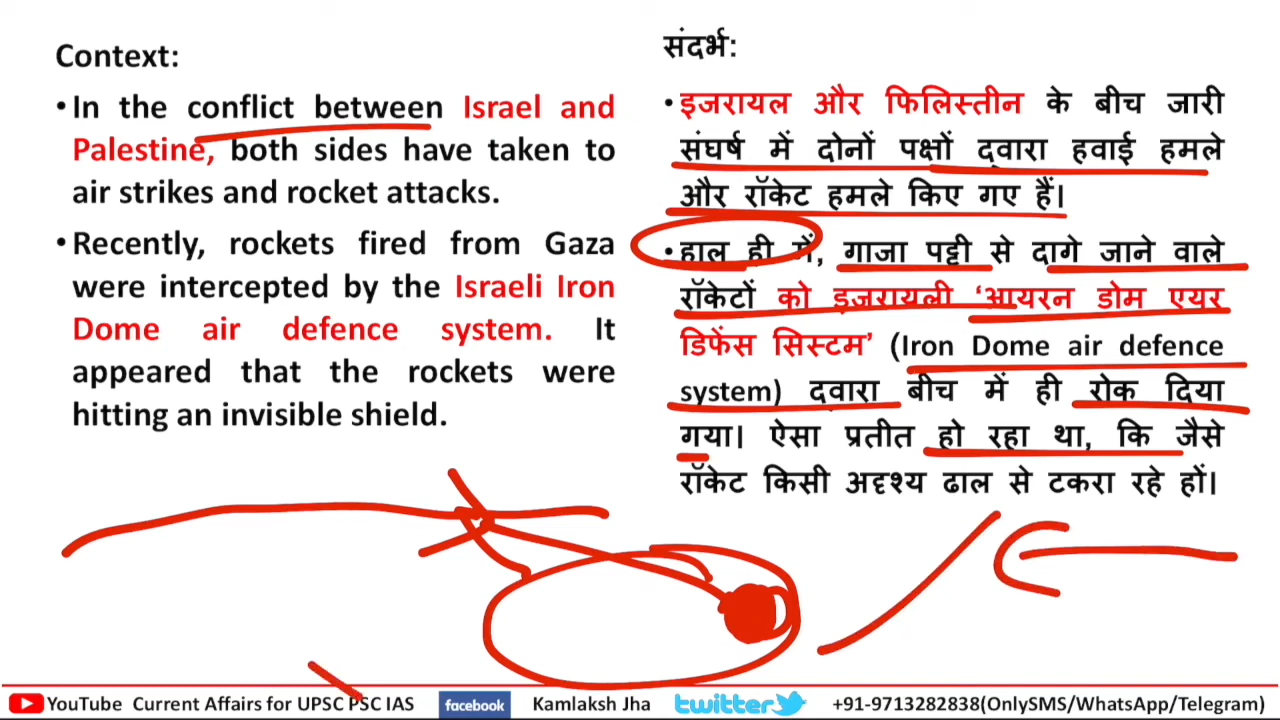 Context:
• In the conflict between Israel and
Palestine, both sides have taken to
air strikes and rocket attacks.
• Recently, rockets fired from Gaza
were intercepted by the Israeli Iron
Dome air defence system. It
appeared that the rockets were
hitting an invisible shield.
संदर्भ:
• इजरायल और फिलिस्तीन के बीच जारी
संघर्ष में दोनों पक्षों द्वारा हवाई हमले
और रॉकेट हमले किए गए हैं।
• हाल ही में, गाजा पट्टी से दागे जाने वाले
रॉकेटों को इजरायली ‘आयरन डोम एयर
डिफेंस सिस्टम’ (Iron Dome air defence
system) द्वारा बीच में ही रोक दिया
गया। ऐसा प्रतीत हो रहा था, कि जैसे
रॉकेट किसी अदृश्य ढाल से टकरा रहे हों।
YouTube Current Affairs for UPSC PSC IAS facebook Kamlaksh Jha twitter +91-9713282838(OnlySMS/WhatsApp/Telegram)